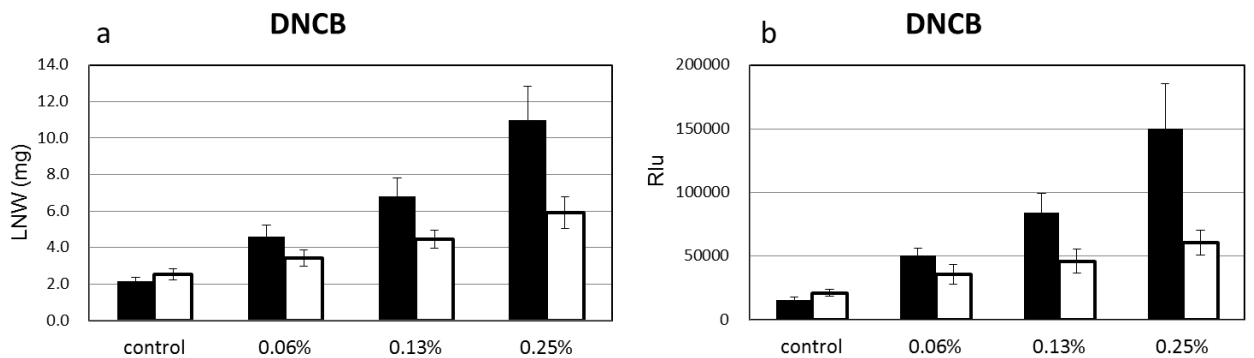 a
DNCB
14.0
12.0
10.0
8.0
6.0
4.0
2.0
0.0
LNW (mg)
control 0.06% 0.13% 0.25%
b
DNCB
200000
150000
100000
50000
0
Rlu
control 0.06% 0.13% 0.25%